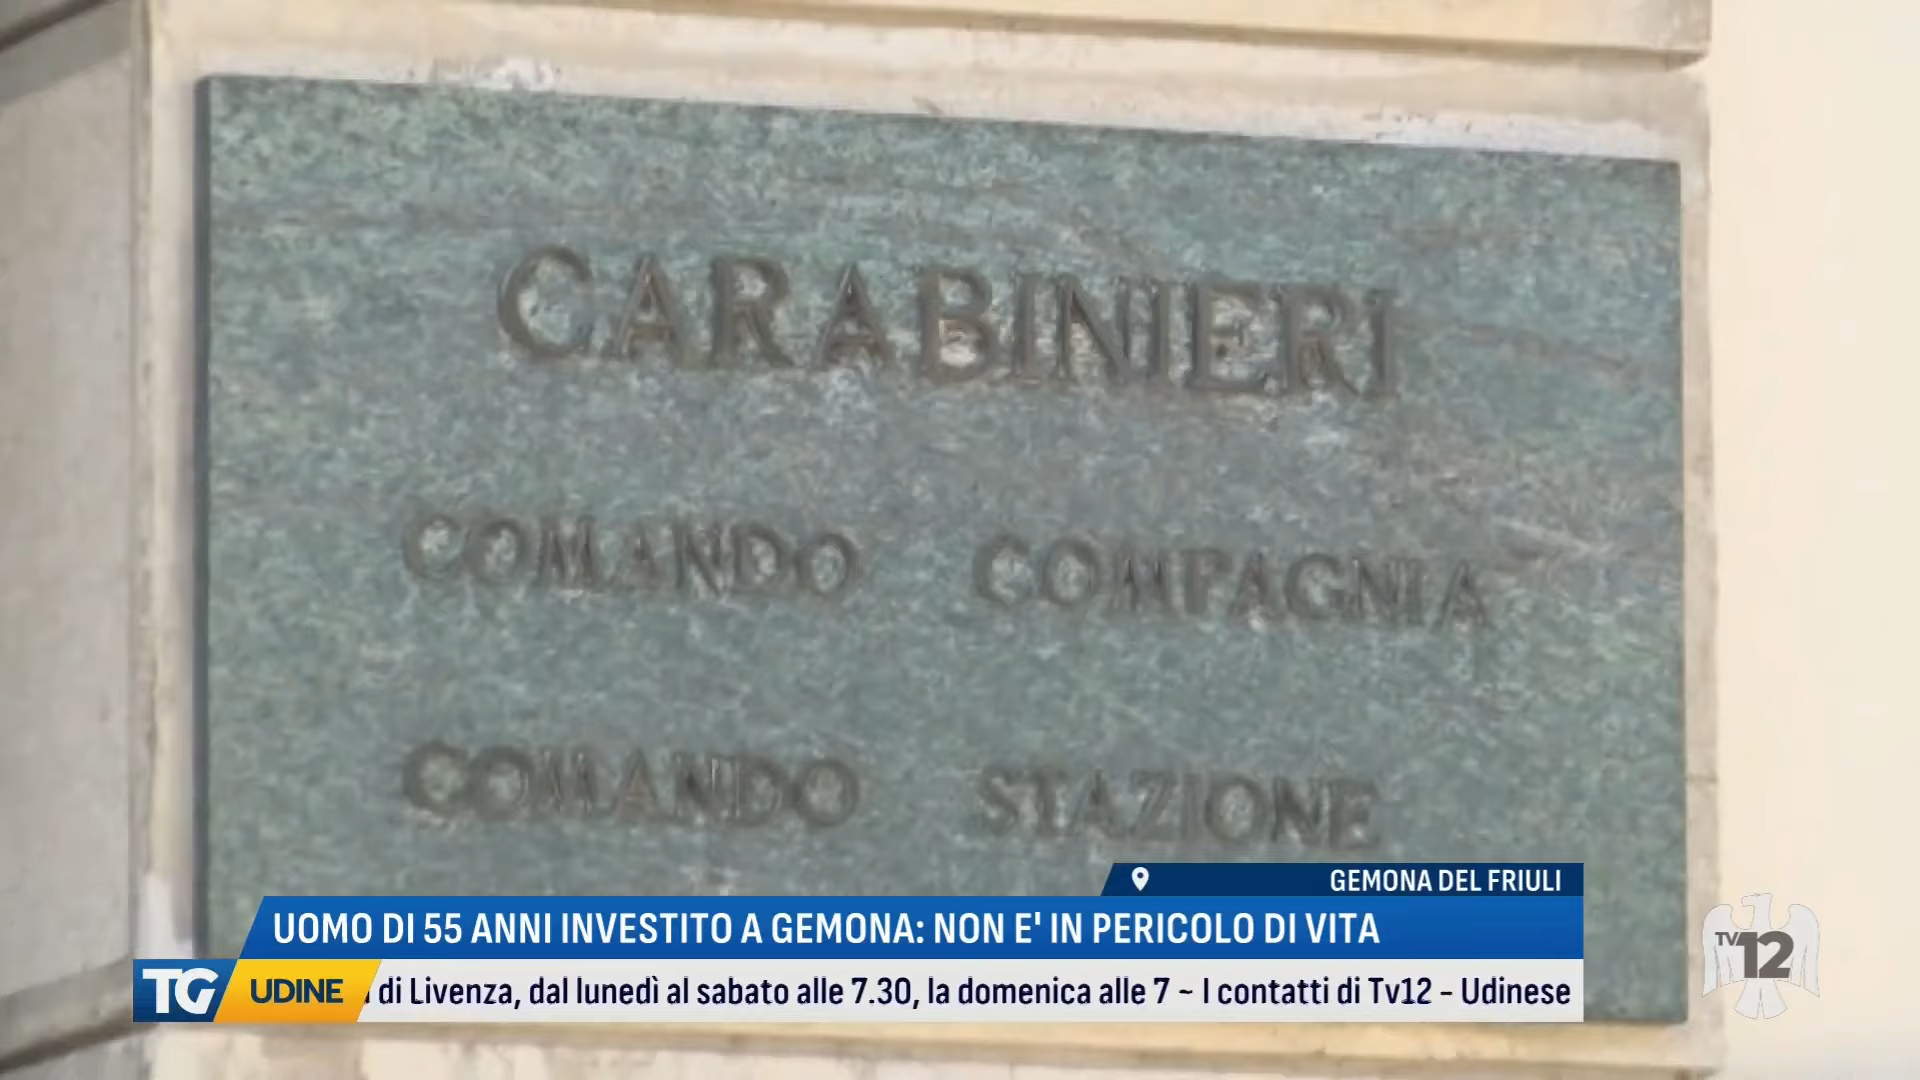 CARABINIERI
COMANDO COMPAGNIA
COMANDO STAZIONE
GEMONA DEL FRIULI
UOMO DI 55 ANNI INVESTITO A GEMONA: NON E' IN PERICOLO DI VITA
TG UDINE
di Livenza, dal lunedì al sabato alle 7.30, la domenica alle 7 ~ I contatti di Tv12 - Udinese
TV12